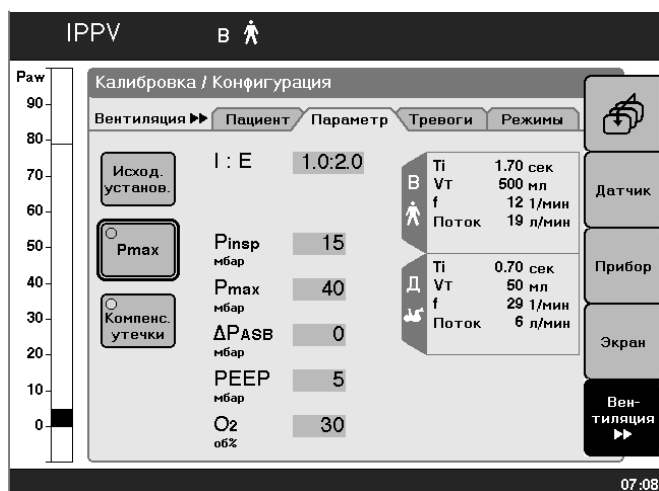 IPPV В
Paw
90
80
70
60
50
40
30
20
10
0
Калибровка / Конфигурация
Вентиляция Пациент Параметр Тревоги Режимы
Исход.
установ.
Pmax
Компенс.
утечки
I : E 1.0:2.0
Pinsp 15
мбар
Pmax 40
мбар
ΔPASB 0
мбар
PEEP 5
мбар
O2 30
об%
В
Ti 1.70 сек
VT 500 мл
f 12 1/мин
Поток 19 л/мин
Д
Ti 0.70 сек
VT 50 мл
f 29 1/мин
Поток 6 л/мин
Датчик
Прибор
Экран
Вен-
тиляция
07:08